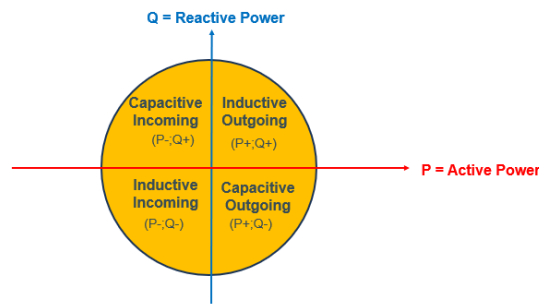 Q = Reactive Power
Capacitive
Incoming
(P-;Q+)
Inductive
Outgoing
(P+;Q+)
P = Active Power
Inductive
Incoming
(P-;Q-)
Capacitive
Outgoing
(P+;Q-)